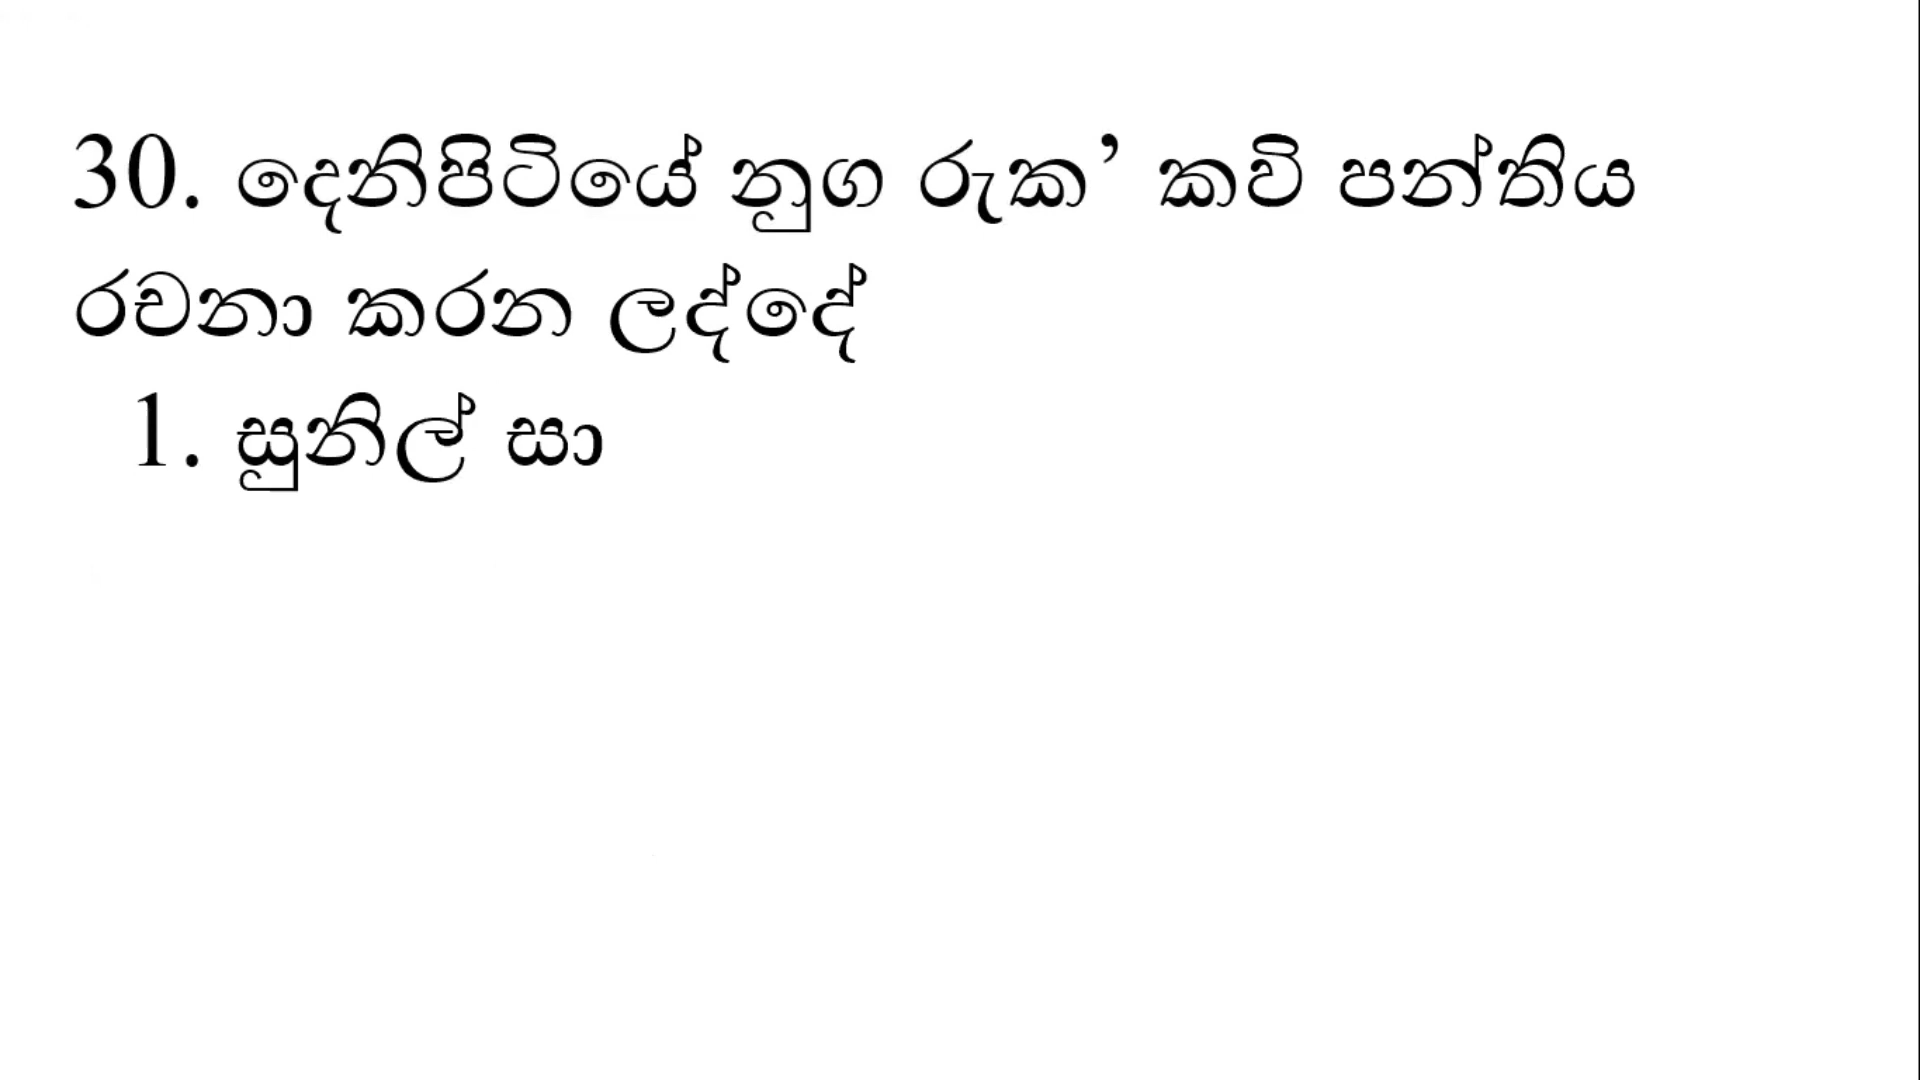 30. දෙනිපිටියේ නුග රුක’ කවි පන්තිය
රචනා කරන ලද්දේ
1. සුනිල් සා